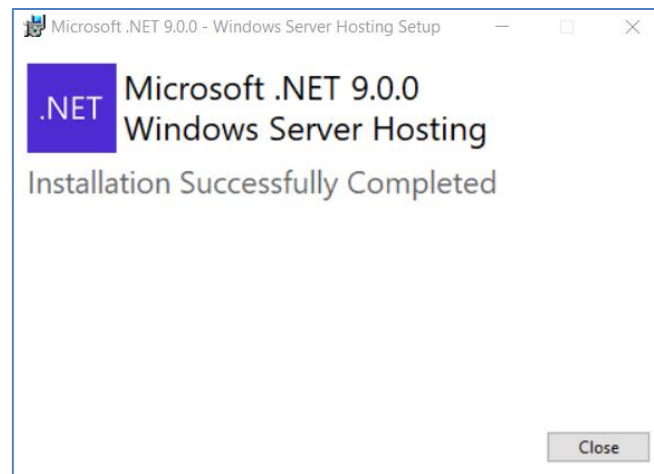 Microsoft .NET 9.0.0 - Windows Server Hosting Setup
.NET
Microsoft .NET 9.0.0
Windows Server Hosting
Installation Successfully Completed
Close